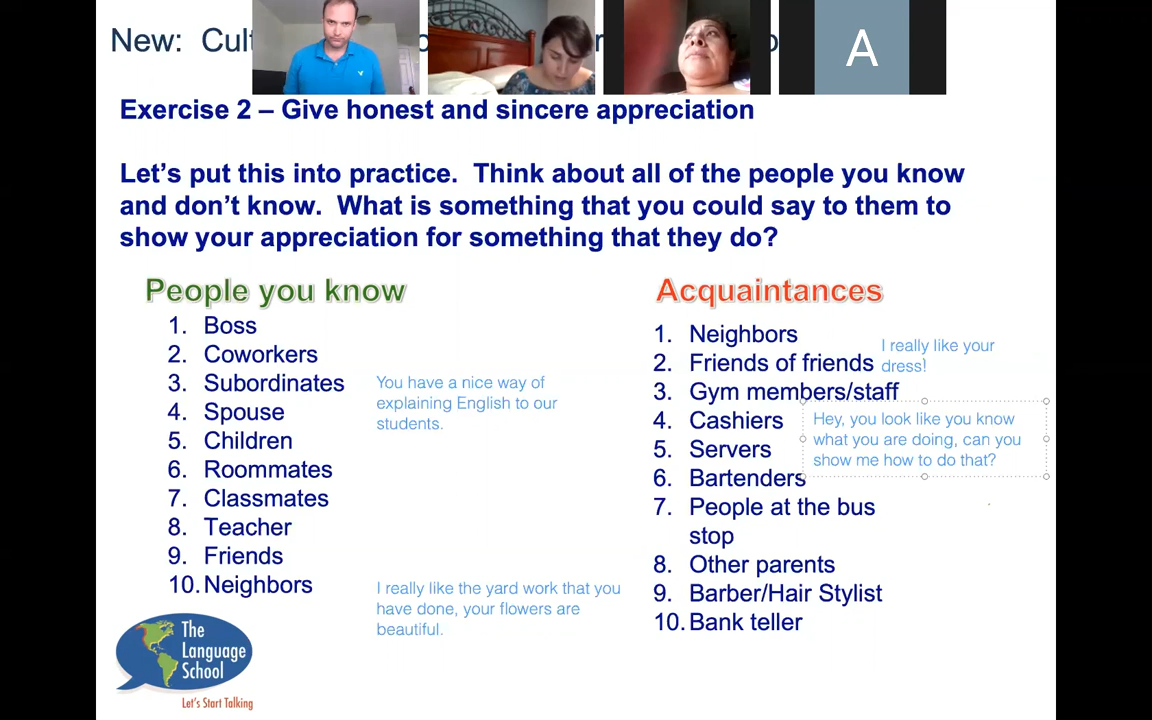 New: Cult
A
Exercise 2 – Give honest and sincere appreciation
Let's put this into practice. Think about all of the people you know
and don't know. What is something that you could say to them to
show your appreciation for something that they do?
People you know
1. Boss
2. Coworkers
3. Subordinates
4. Spouse
5. Children
6. Roommates
7. Classmates
8. Teacher
9. Friends
10. Neighbors
You have a nice way of
explaining English to our
students.
I really like the yard work that you
have done, your flowers are
beautiful.
Acquaintances
1. Neighbors
2. Friends of friends
3. Gym members/staff
4. Cashiers
5. Servers
6. Bartenders
7. People at the bus
stop
8. Other parents
9. Barber/Hair Stylist
10. Bank teller
I really like your
dress!
Hey, you look like you know
what you are doing, can you
show me how to do that?
The
Language
School
Let's Start Talking